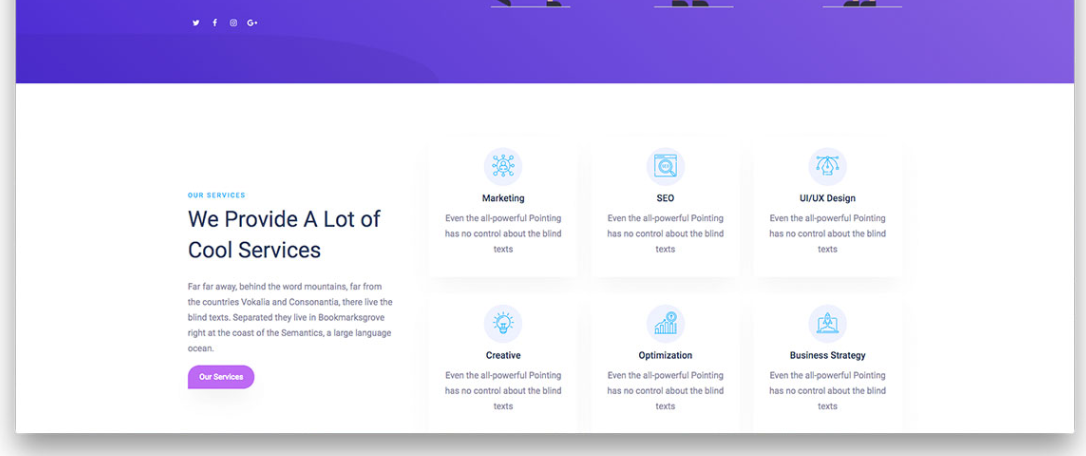 OUR SERVICES
We Provide A Lot of
Cool Services
Far far away, behind the word mountains, far from
the countries Vokalia and Consonantia, there live the
blind texts. Separated they live in Bookmarksgrove
right at the coast of the Semantics, a large language
ocean.
Our Services
Marketing
Even the all-powerful Pointing
has no control about the blind
texts
SEO
Even the all-powerful Pointing
has no control about the blind
texts
UI/UX Design
Even the all-powerful Pointing
has no control about the blind
texts
Creative
Even the all-powerful Pointing
has no control about the blind
texts
Optimization
Even the all-powerful Pointing
has no control about the blind
texts
Business Strategy
Even the all-powerful Pointing
has no control about the blind
texts